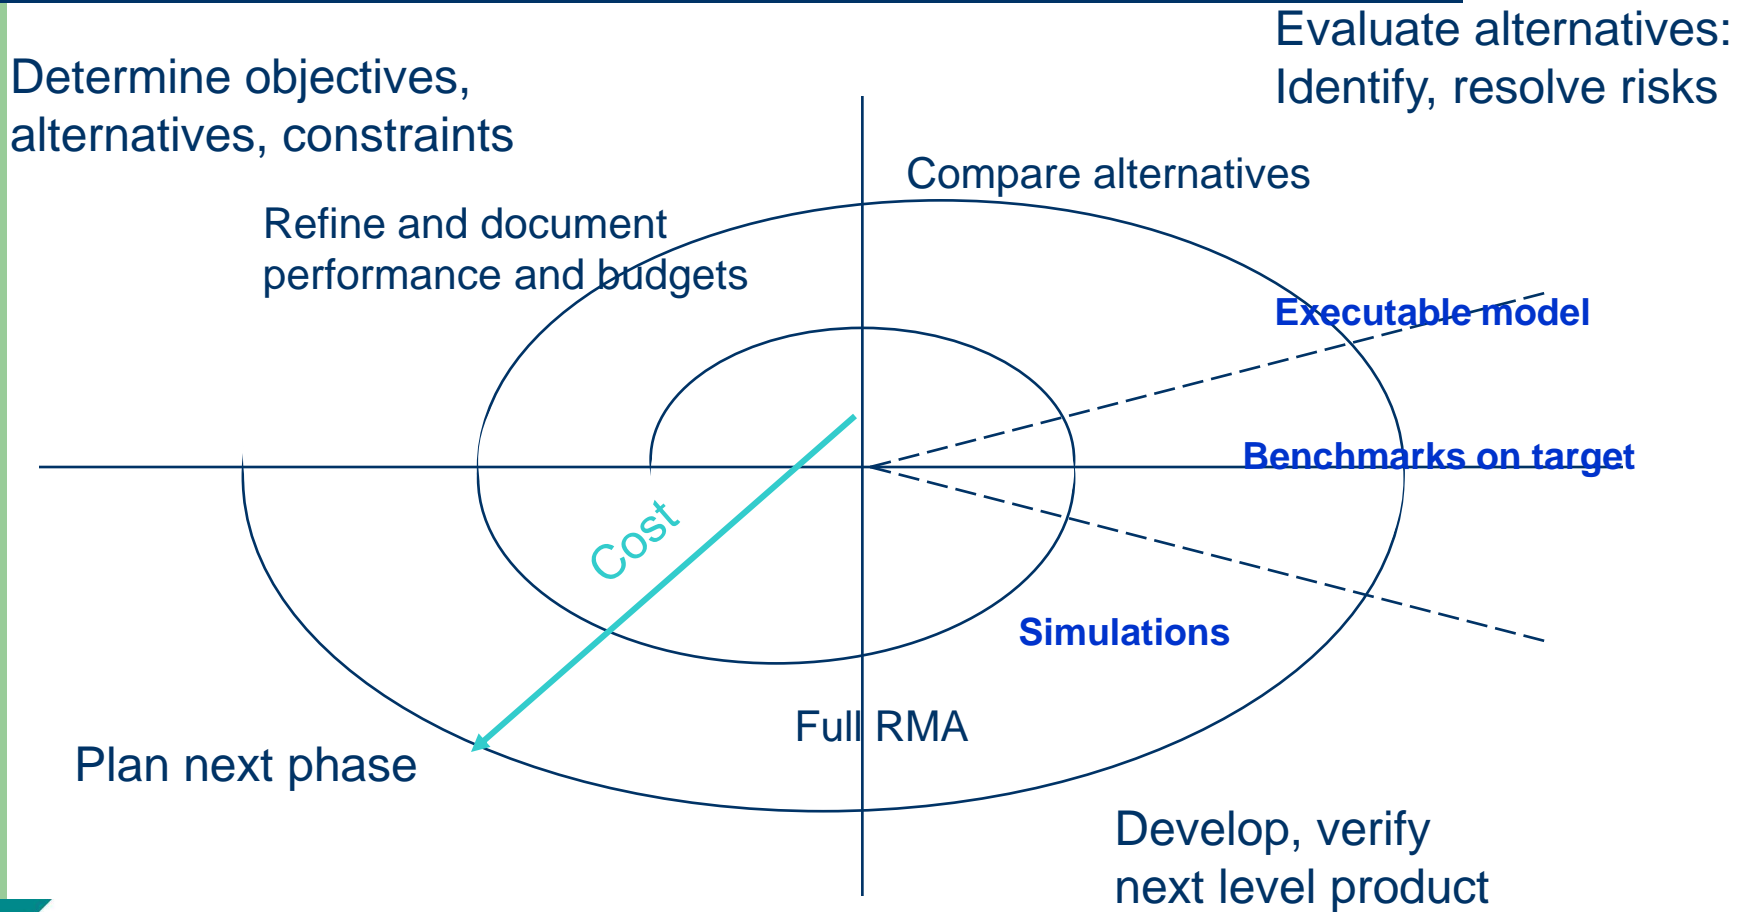 Evaluate alternatives:
Identify, resolve risks
Determine objectives,
alternatives, constraints
Compare alternatives
Refine and document
performance and budgets
Executable model
Benchmarks on target
Cost
Simulations
Full RMA
Plan next phase
Develop, verify
next level product